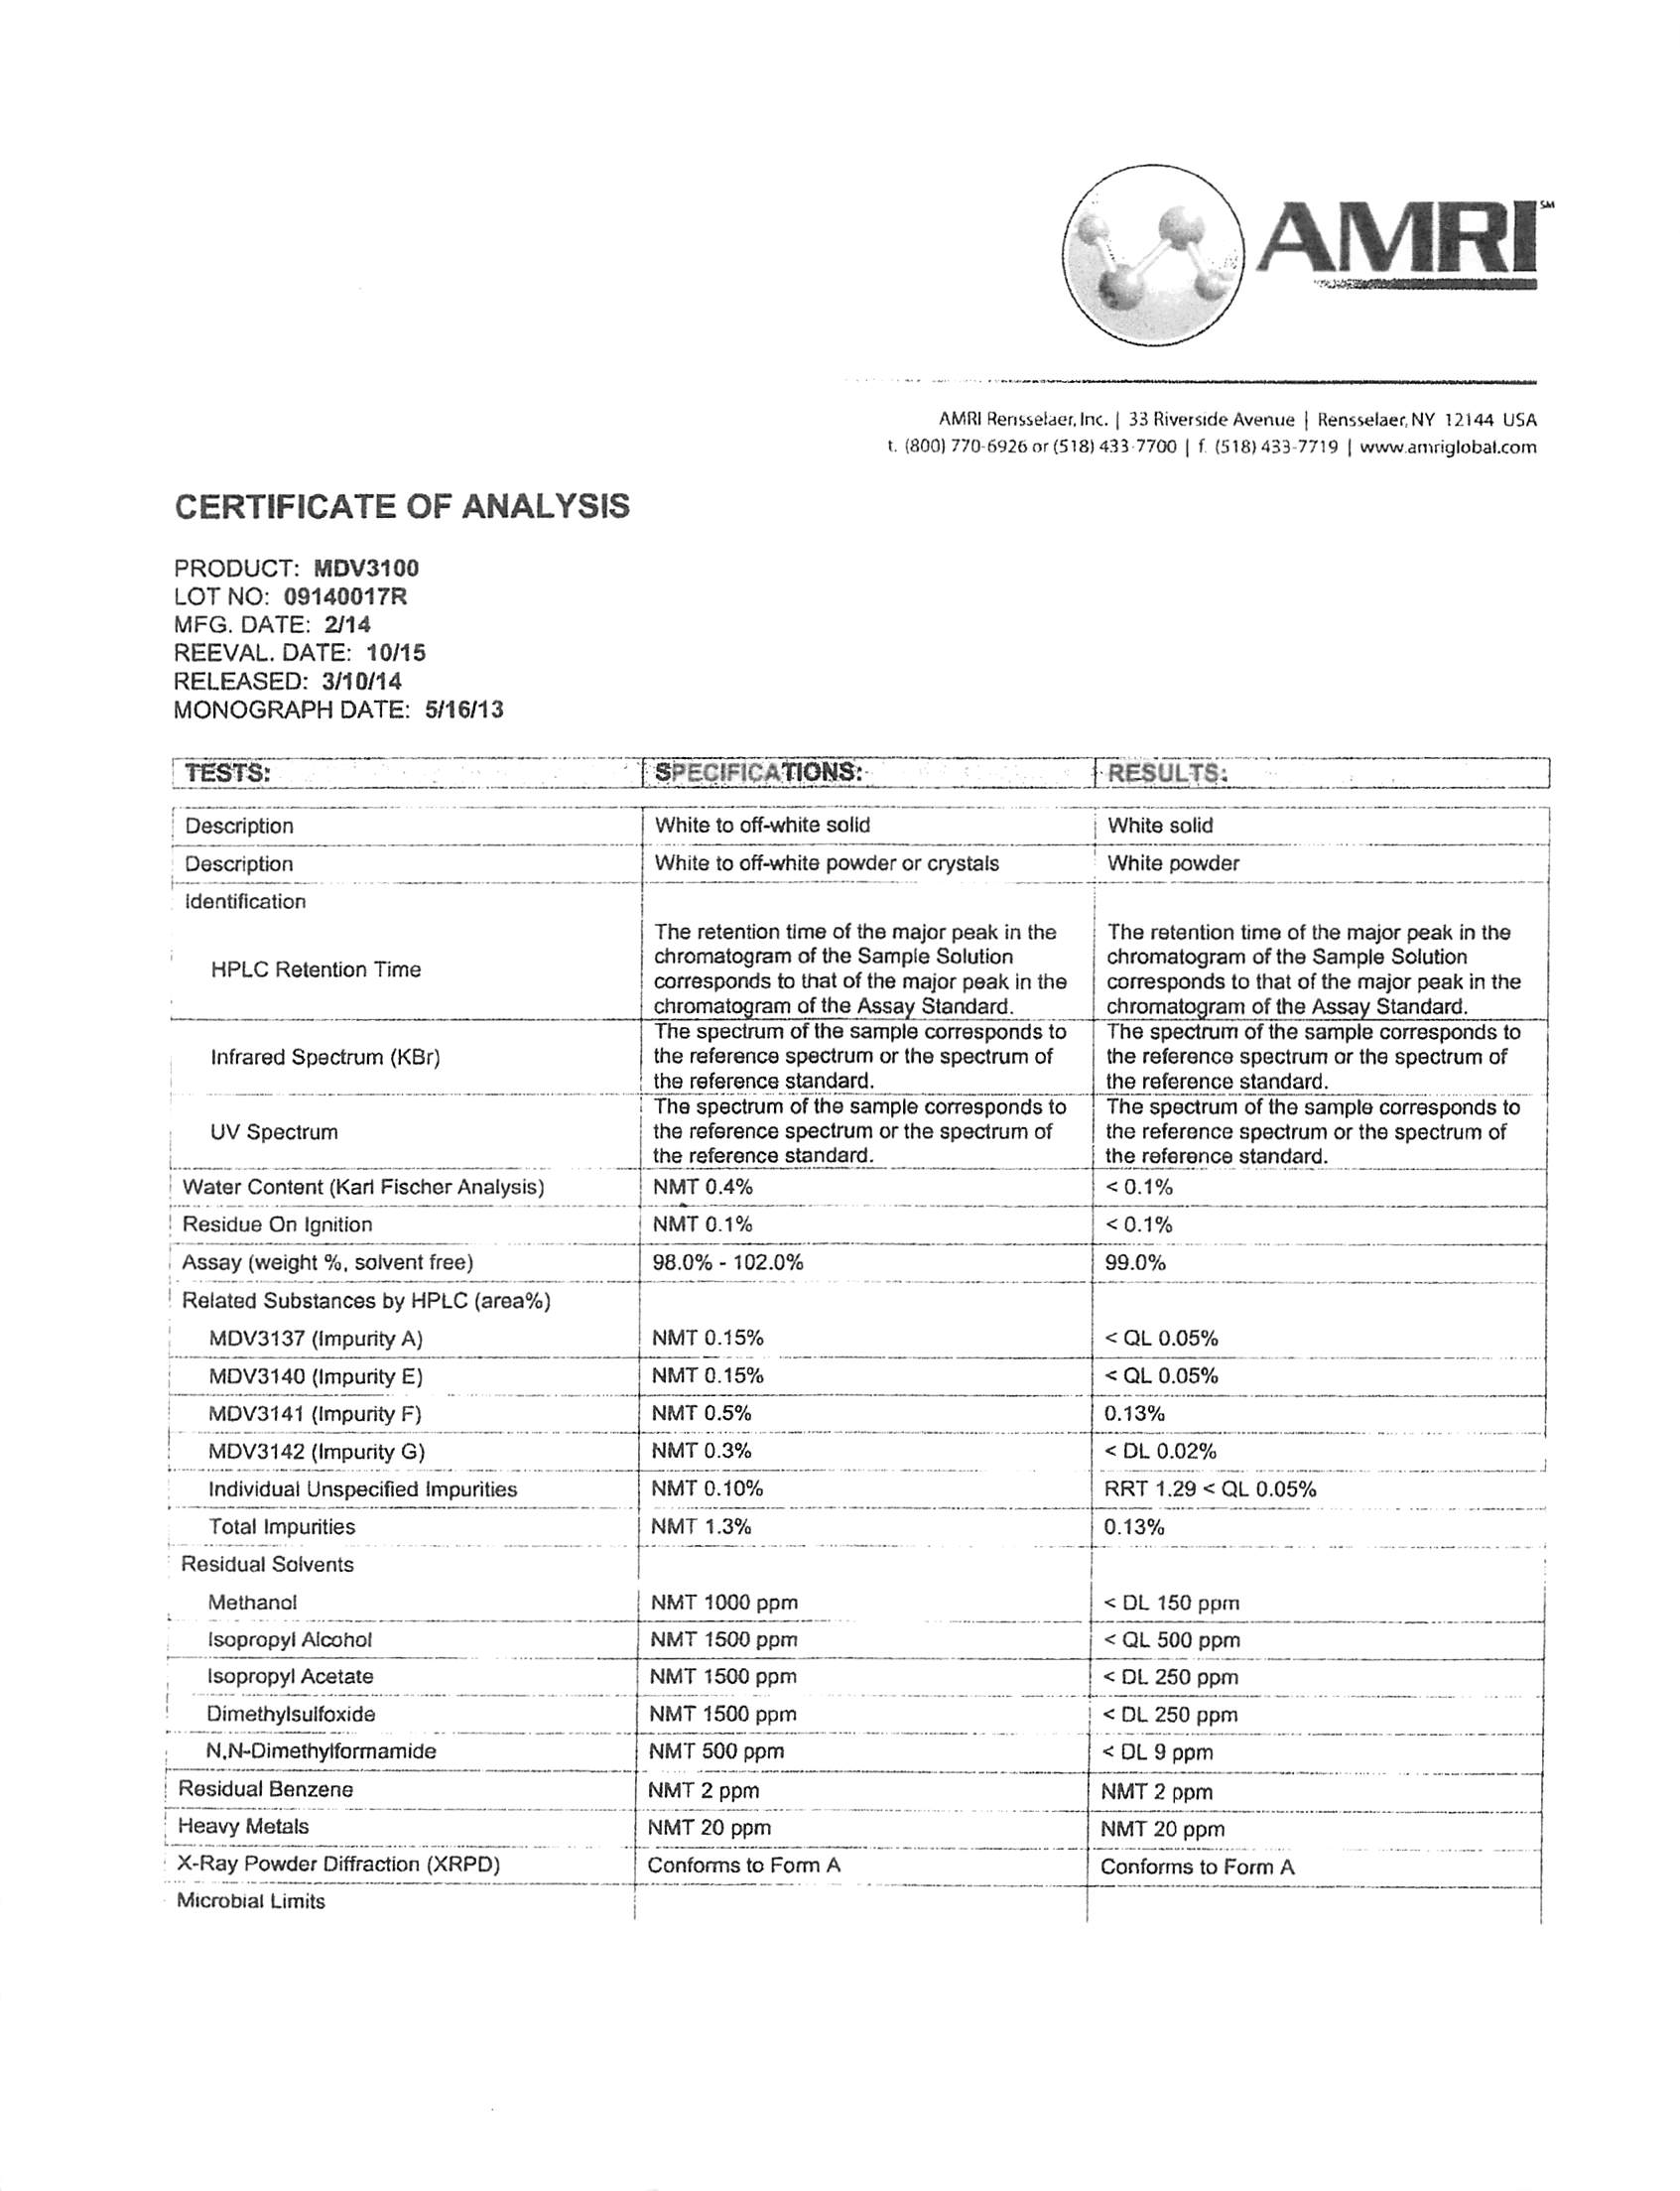 AMRI SM
AMRI Rensselaer, Inc. | 33 Riverside Avenue | Rensselaer, NY 12144 USA
t. (800) 770-6926 or (518) 433-7700 | f. (518) 433-7719 | www.amriglobal.com
CERTIFICATE OF ANALYSIS
PRODUCT: MDV3100
LOT NO: 09140017R
MFG. DATE: 2/14
REEVAL. DATE: 10/15
RELEASED: 3/10/14
MONOGRAPH DATE: 5/16/13
TESTS: SPECIFICATIONS: RESULTS:
Description White to off-white solid White solid
Description White to off-white powder or crystals White powder
Identification
HPLC Retention Time
The retention time of the major peak in the
chromatogram of the Sample Solution
corresponds to that of the major peak in the
chromatogram of the Assay Standard.
The retention time of the major peak in the
chromatogram of the Sample Solution
corresponds to that of the major peak in the
chromatogram of the Assay Standard.
Infrared Spectrum (KBr)
The spectrum of the sample corresponds to
the reference spectrum or the spectrum of
the reference standard.
The spectrum of the sample corresponds to
the reference spectrum or the spectrum of
the reference standard.
UV Spectrum
The spectrum of the sample corresponds to
the reference spectrum or the spectrum of
the reference standard.
The spectrum of the sample corresponds to
the reference spectrum or the spectrum of
the reference standard.
Water Content (Karl Fischer Analysis) NMT 0.4% < 0.1%
Residue On Ignition NMT 0.1% < 0.1%
Assay (weight %, solvent free) 98.0% - 102.0% 99.0%
Related Substances by HPLC (area%)
MDV3137 (Impurity A) NMT 0.15% < QL 0.05%
MDV3140 (Impurity E) NMT 0.15% < QL 0.05%
MDV3141 (Impurity F) NMT 0.5% 0.13%
MDV3142 (Impurity G) NMT 0.3% < DL 0.02%
Individual Unspecified Impurities NMT 0.10% RRT 1.29 < QL 0.05%
Total Impurities NMT 1.3% 0.13%
Residual Solvents
Methanol NMT 1000 ppm < DL 150 ppm
Isopropyl Alcohol NMT 1500 ppm < QL 500 ppm
Isopropyl Acetate NMT 1500 ppm < DL 250 ppm
Dimethylsulfoxide NMT 1500 ppm < DL 250 ppm
N,N-Dimethylformamide NMT 500 ppm < DL 9 ppm
Residual Benzene NMT 2 ppm NMT 2 ppm
Heavy Metals NMT 20 ppm NMT 20 ppm
X-Ray Powder Diffraction (XRPD) Conforms to Form A Conforms to Form A
Microbial Limits